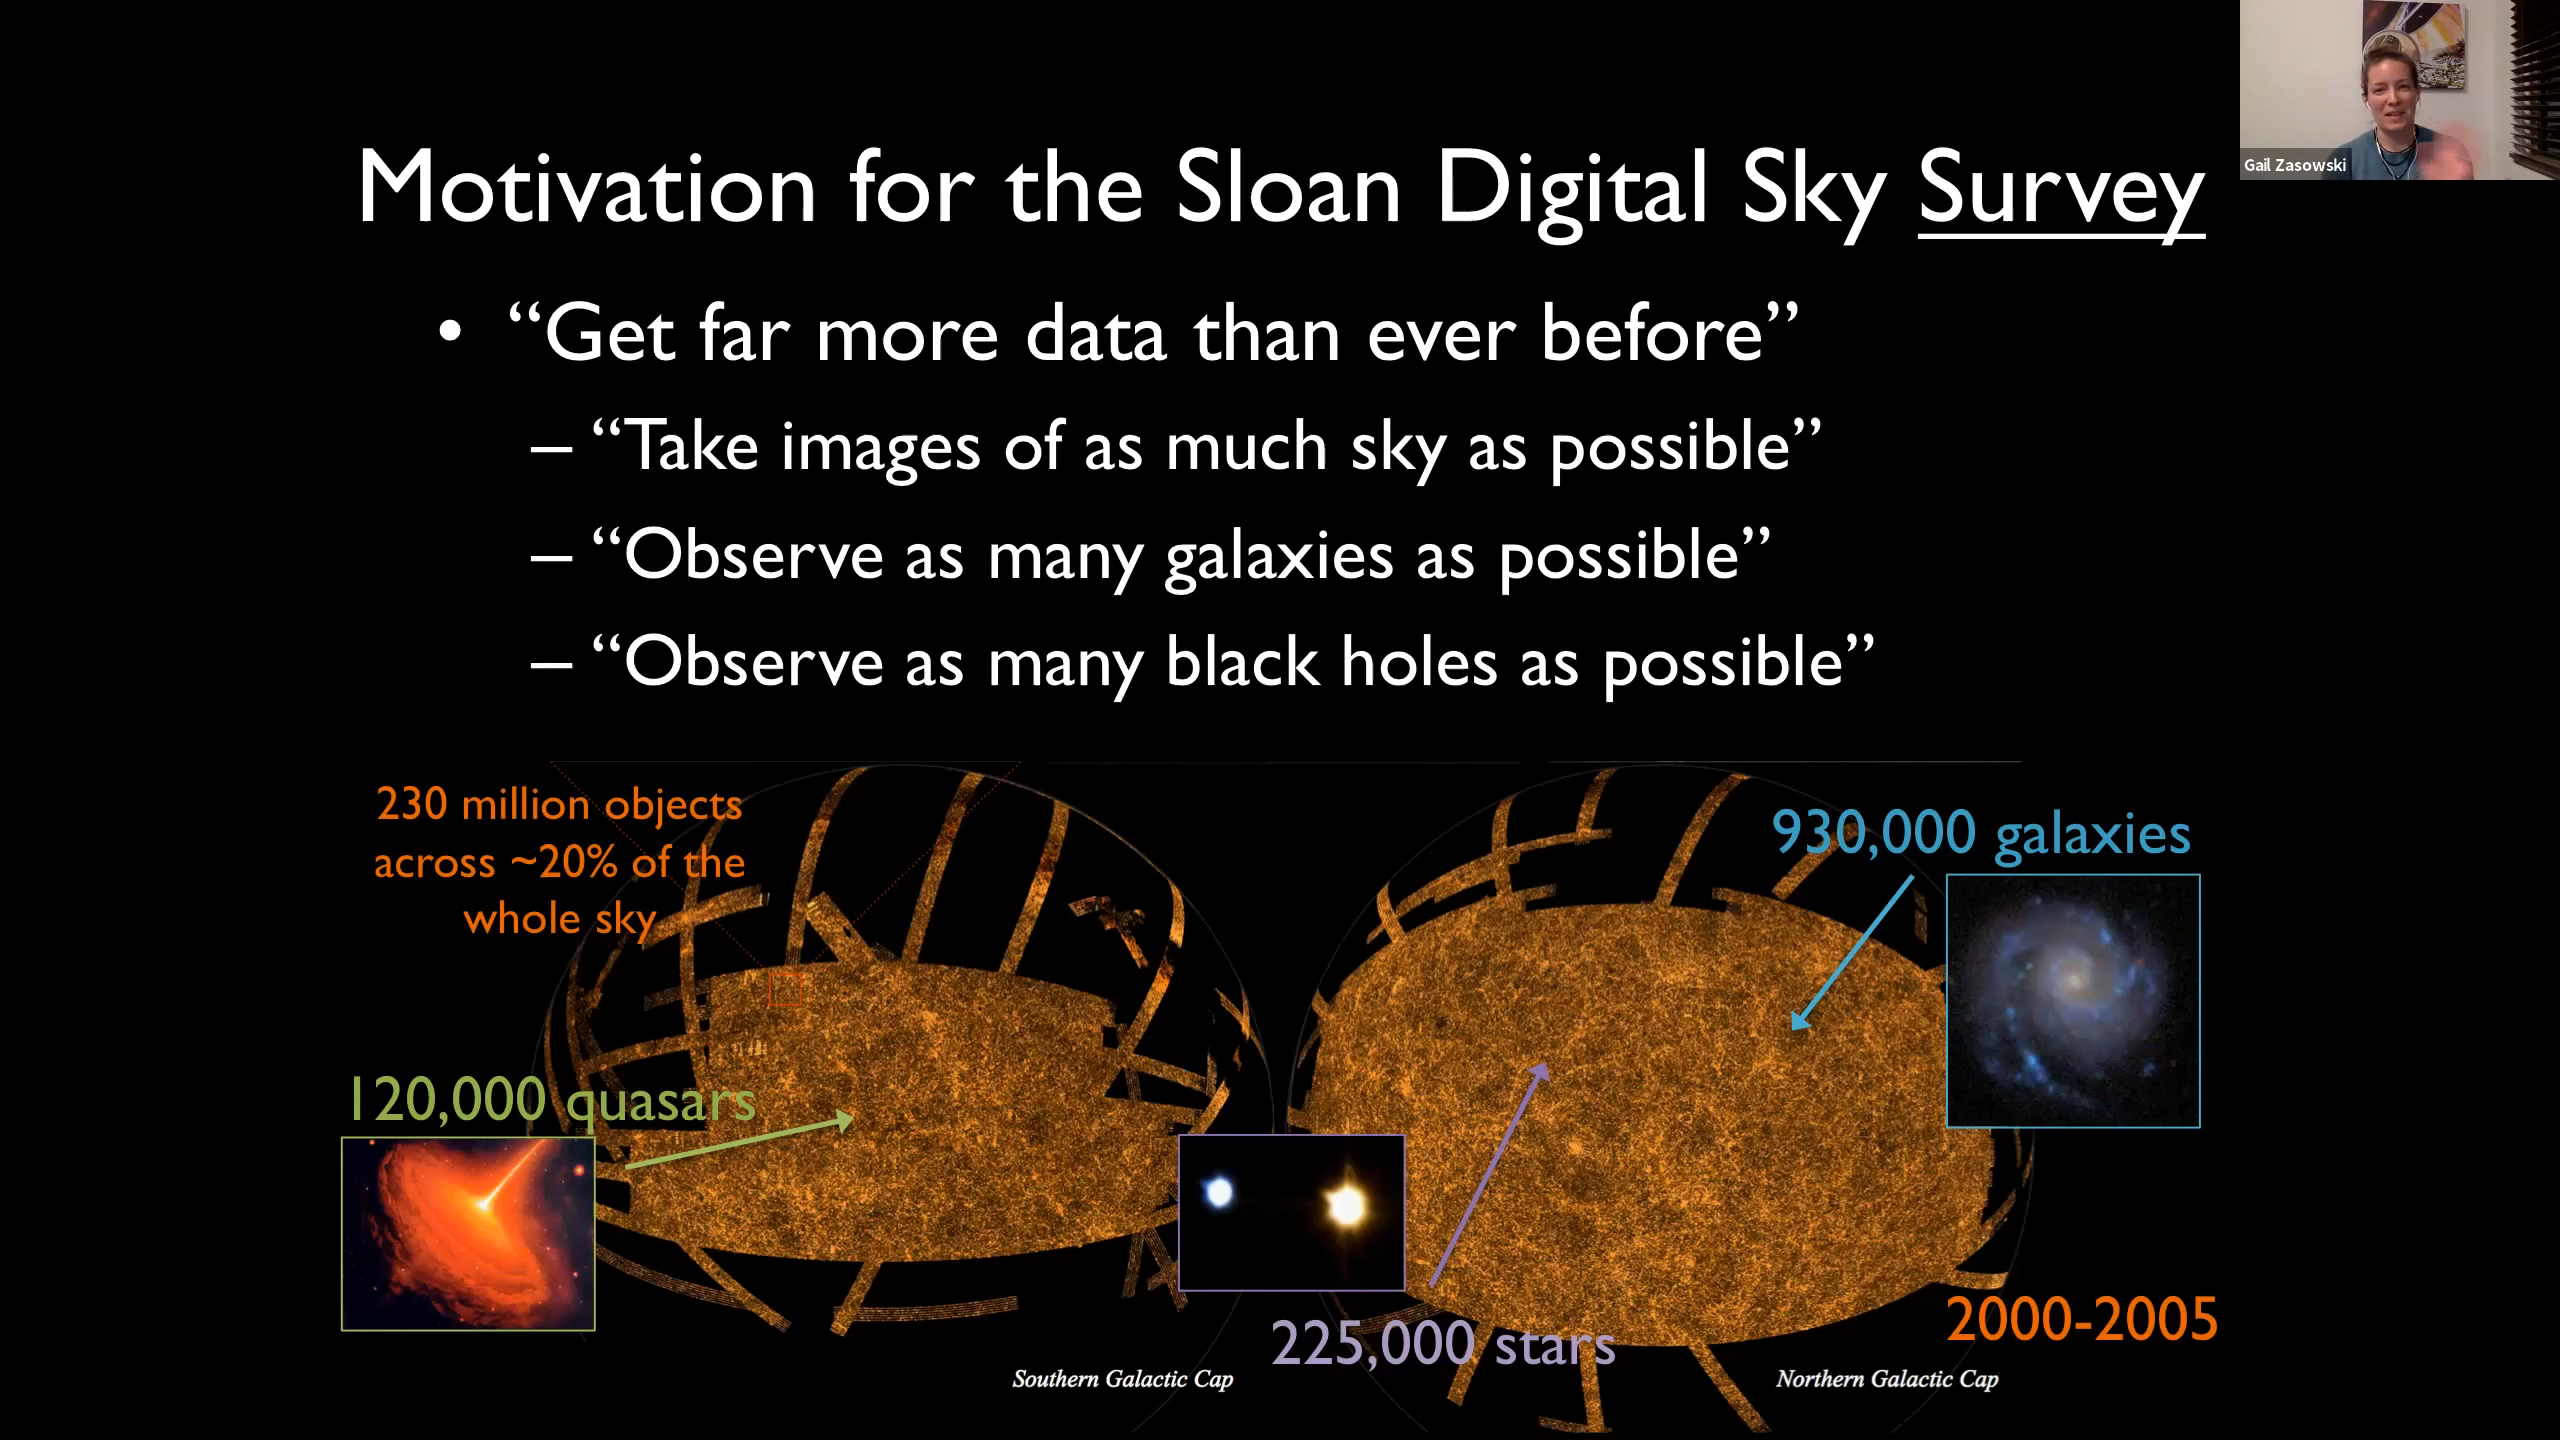 Gail Zasowski
Motivation for the Sloan Digital Sky Survey
• “Get far more data than ever before”
– “Take images of as much sky as possible”
– “Observe as many galaxies as possible”
– “Observe as many black holes as possible”
230 million objects
across ~20% of the
whole sky
930,000 galaxies
120,000 quasars
225,000 stars
2000-2005
Southern Galactic Cap
Northern Galactic Cap